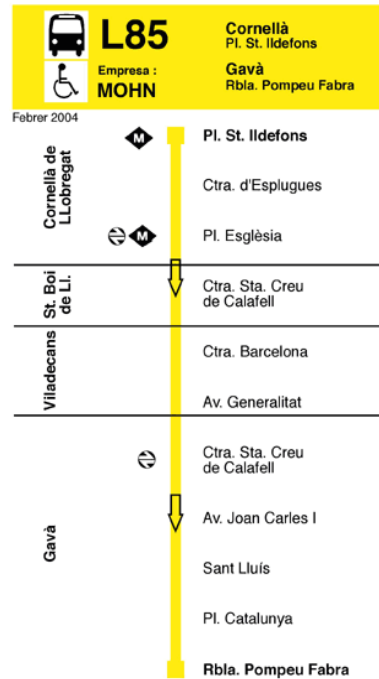 L85
Cornellà
Pl. St. Ildefons
Empresa :
MOHN
Gavà
Rbla. Pompeu Fabra
Febrer 2004
Cornellà de
LLobregat
M
Pl. St. Ildefons
Ctra. d'Esplugues
M
Pl. Esglèsia
St. Boi
de Ll.
Ctra. Sta. Creu
de Calafell
Viladecans
Ctra. Barcelona
Av. Generalitat
Gavà
Ctra. Sta. Creu
de Calafell
Av. Joan Carles I
Sant Lluís
Pl. Catalunya
Rbla. Pompeu Fabra